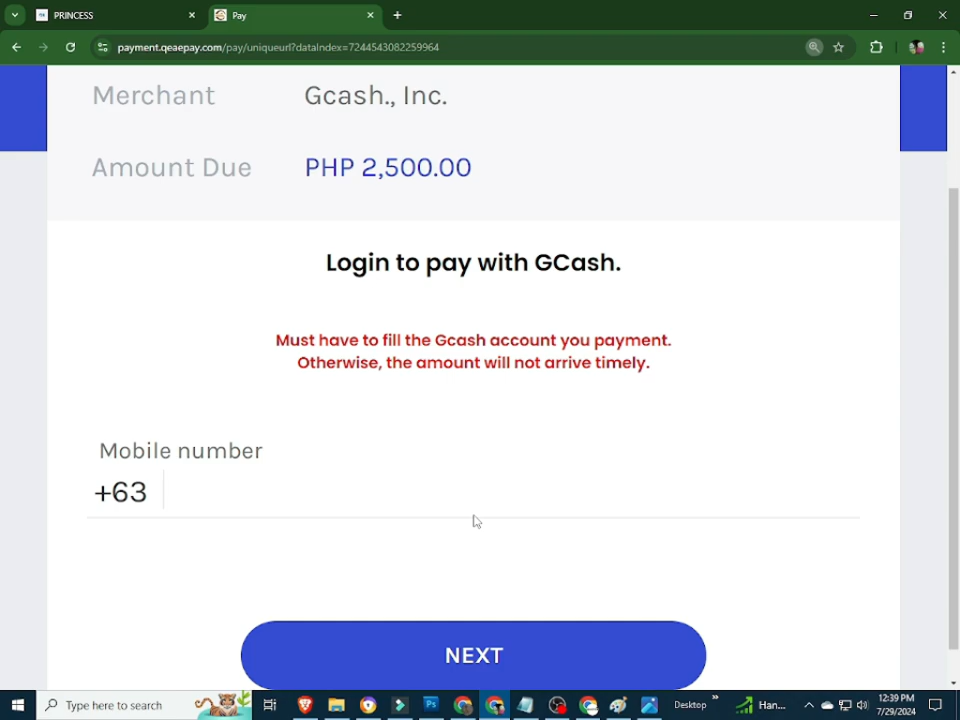 PRINCESS
Pay
payment.qeaepay.com/pay/uniqueurl?dataIndex=7244543082259964
Merchant Gcash., Inc.
Amount Due PHP 2,500.00
Login to pay with GCash.
Must have to fill the Gcash account you payment.
Otherwise, the amount will not arrive timely.
Mobile number
+63
NEXT
Type here to search
Ps
Desktop
Han...
12:39 PM
7/29/2024